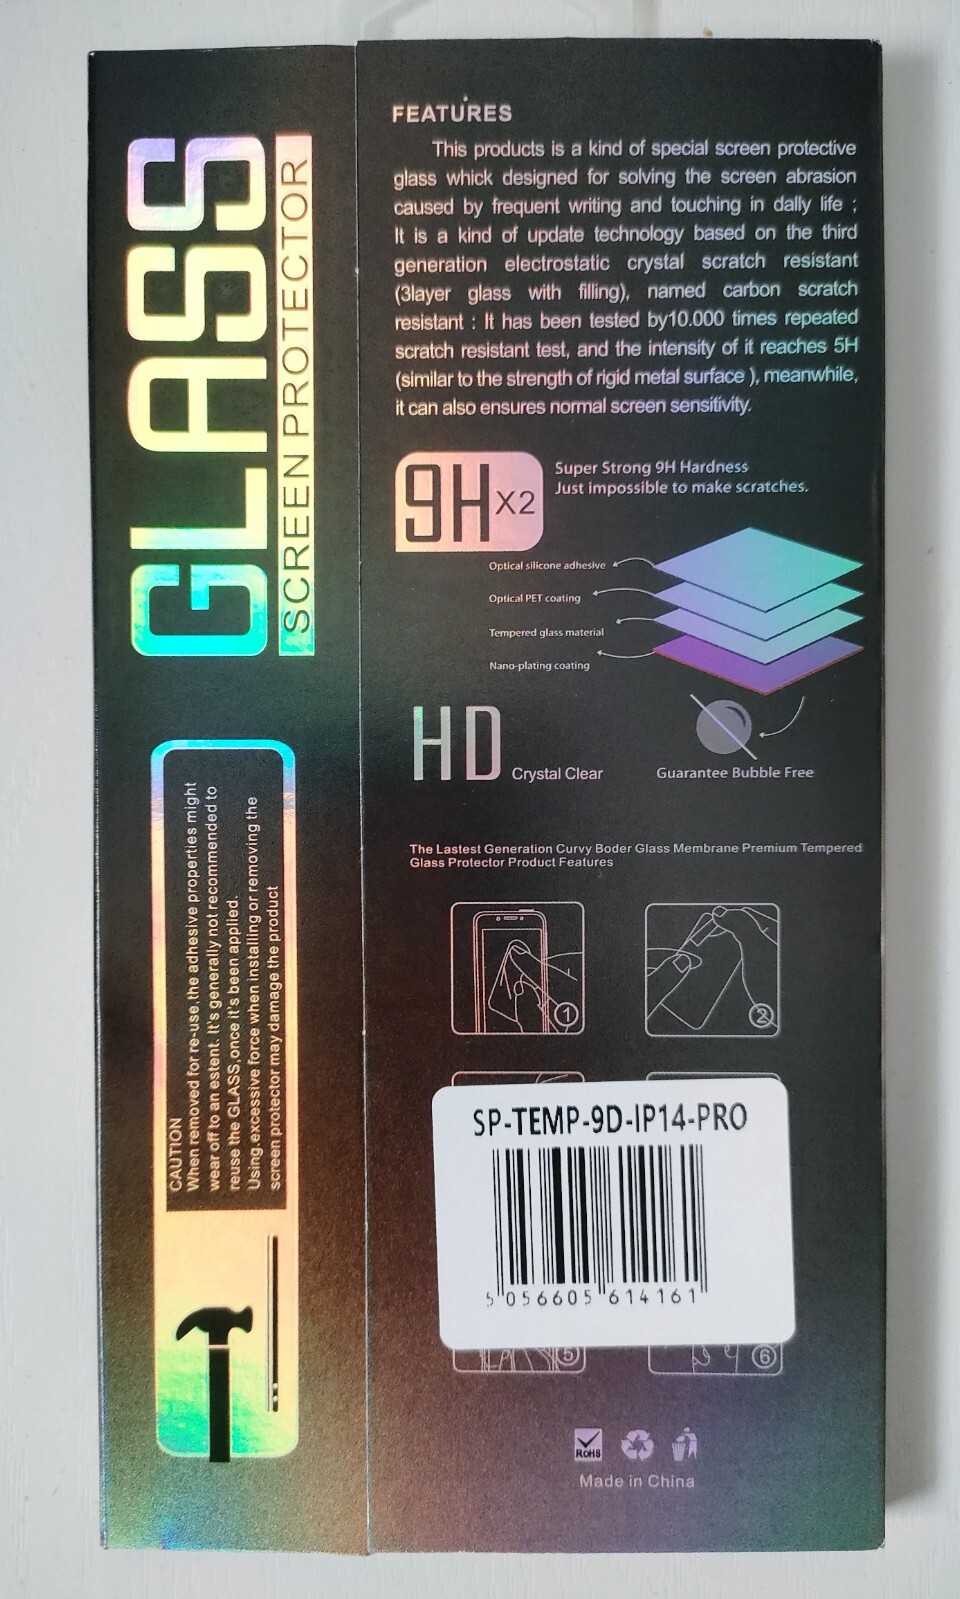 GLASS
SCREEN PROTECTOR
CAUTION
When removed for re-use,the adhesive properties might
wear off to an estent. It's generally not recommended to
reuse the GLASS,once it's been applied.
Using.excessive force when installing or removing the
screen protector may damage the product
FEATURES
This products is a kind of special screen protective
glass whick designed for solving the screen abrasion
caused by frequent writing and touching in dally life ;
It is a kind of update technology based on the third
generation electrostatic crystal scratch resistant
(3layer glass with filling), named carbon scratch
resistant : It has been tested by10.000 times repeated
scratch resistant test, and the intensity of it reaches 5H
(similar to the strength of rigid metal surface ), meanwhile,
it can also ensures normal screen sensitivity.
9H X2
Super Strong 9H Hardness
Just impossible to make scratches.
Optical silicone adhesive
Optical PET coating
Tempered glass material
Nano-plating coating
HD Crystal Clear
Guarantee Bubble Free
The Lastest Generation Curvy Boder Glass Membrane Premium Tempered
Glass Protector Product Features
1
2
SP-TEMP-9D-IP14-PRO
5 056605 614161
5
6
ROHS
Made in China